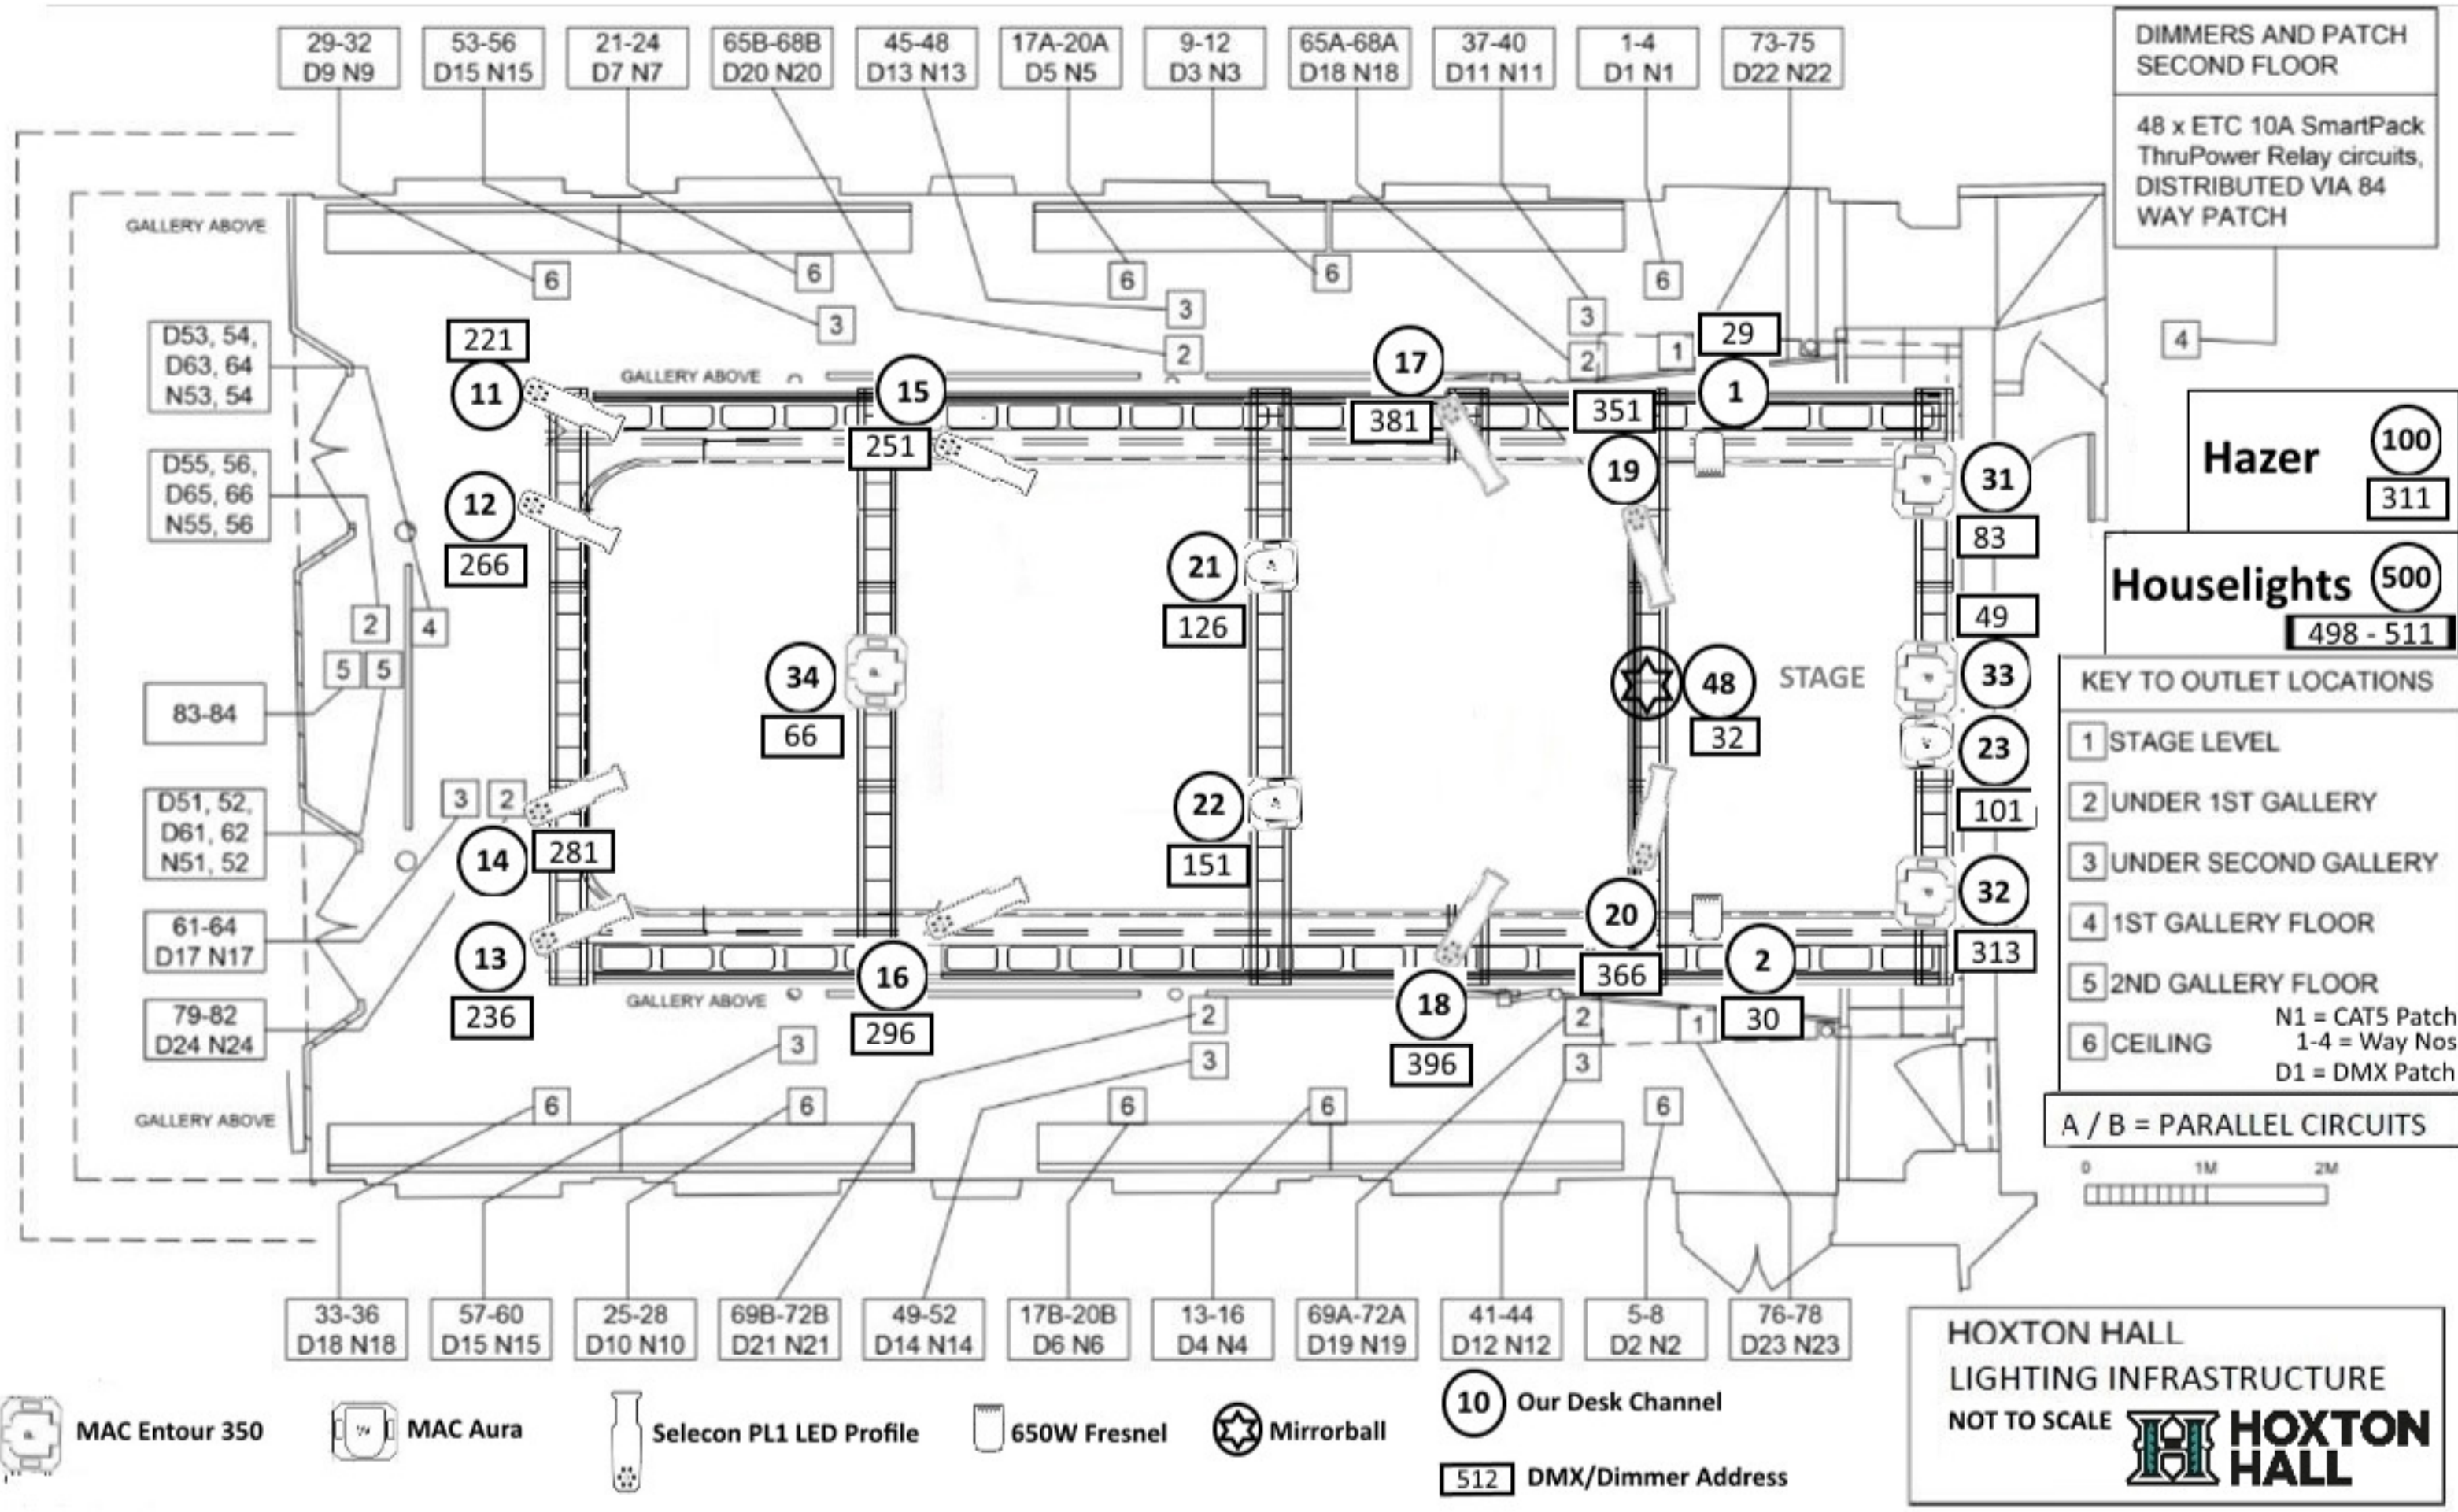 29-32
D9 N9
53-56
D15 N15
21-24
D7 N7
65B-68B
D20 N20
45-48
D13 N13
17A-20A
D5 N5
9-12
D3 N3
65A-68A
D18 N18
37-40
D11 N11
1-4
D1 N1
73-75
D22 N22
DIMMERS AND PATCH
SECOND FLOOR
48 x ETC 10A SmartPack
ThruPower Relay circuits,
DISTRIBUTED VIA 84
WAY PATCH
GALLERY ABOVE
6
6
6
6
6
3
3
3
2
2
1
4
D53, 54,
D63, 64
N53, 54
D55, 56,
D65, 66
N55, 56
221
11
GALLERY ABOVE
15
251
17
381
351
19
29
1
31
83
Hazer
100
311
12
266
21
126
49
Houselights
500
498 - 511
2
4
5
5
83-84
34
66
48
32
STAGE
33
23
101
D51, 52,
D61, 62
N51, 52
3
2
14
281
22
151
32
313
61-64
D17 N17
13
236
16
296
18
396
20
366
2
30
79-82
D24 N24
GALLERY ABOVE
KEY TO OUTLET LOCATIONS
1 STAGE LEVEL
2 UNDER 1ST GALLERY
3 UNDER SECOND GALLERY
4 1ST GALLERY FLOOR
5 2ND GALLERY FLOOR
6 CEILING
N1 = CAT5 Patch
1-4 = Way Nos
D1 = DMX Patch
A / B = PARALLEL CIRCUITS
0 1M 2M
3
2
3
2
3
1
6
6
6
6
6
GALLERY ABOVE
33-36
D18 N18
57-60
D15 N15
25-28
D10 N10
69B-72B
D21 N21
49-52
D14 N14
17B-20B
D6 N6
13-16
D4 N4
69A-72A
D19 N19
41-44
D12 N12
5-8
D2 N2
76-78
D23 N23
MAC Entour 350
MAC Aura
Selecon PL1 LED Profile
650W Fresnel
Mirrorball
10 Our Desk Channel
512 DMX/Dimmer Address
HOXTON HALL
LIGHTING INFRASTRUCTURE
NOT TO SCALE
HOXTON
HALL